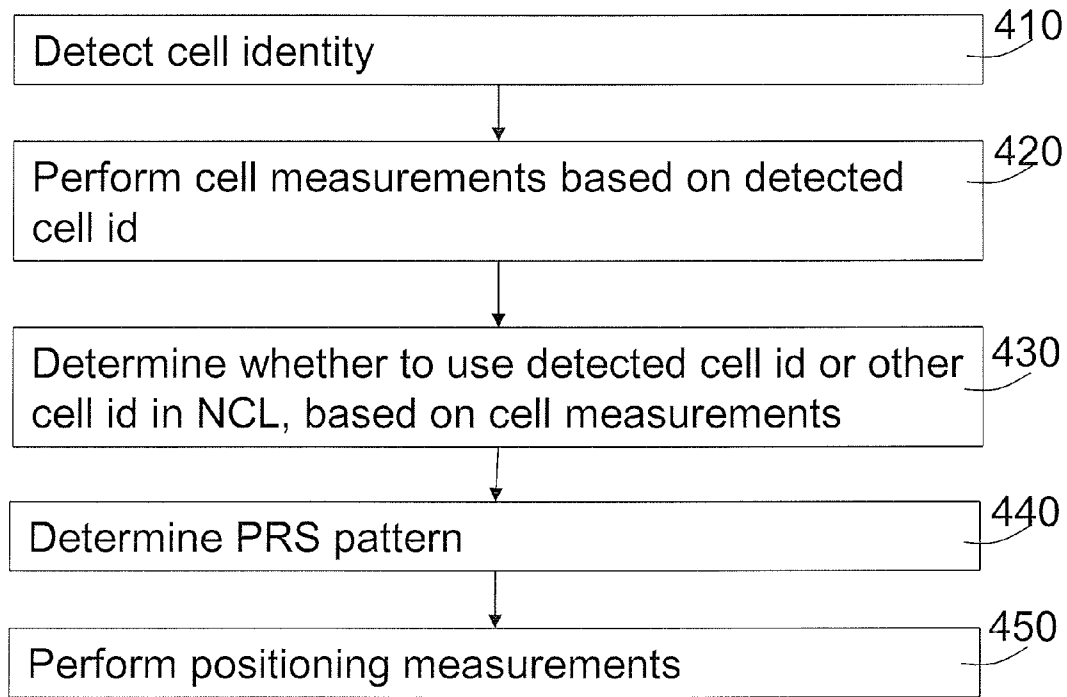 410
Detect cell identity
420
Perform cell measurements based on detected
cell id
430
Determine whether to use detected cell id or other
cell id in NCL, based on cell measurements
440
Determine PRS pattern
450
Perform positioning measurements